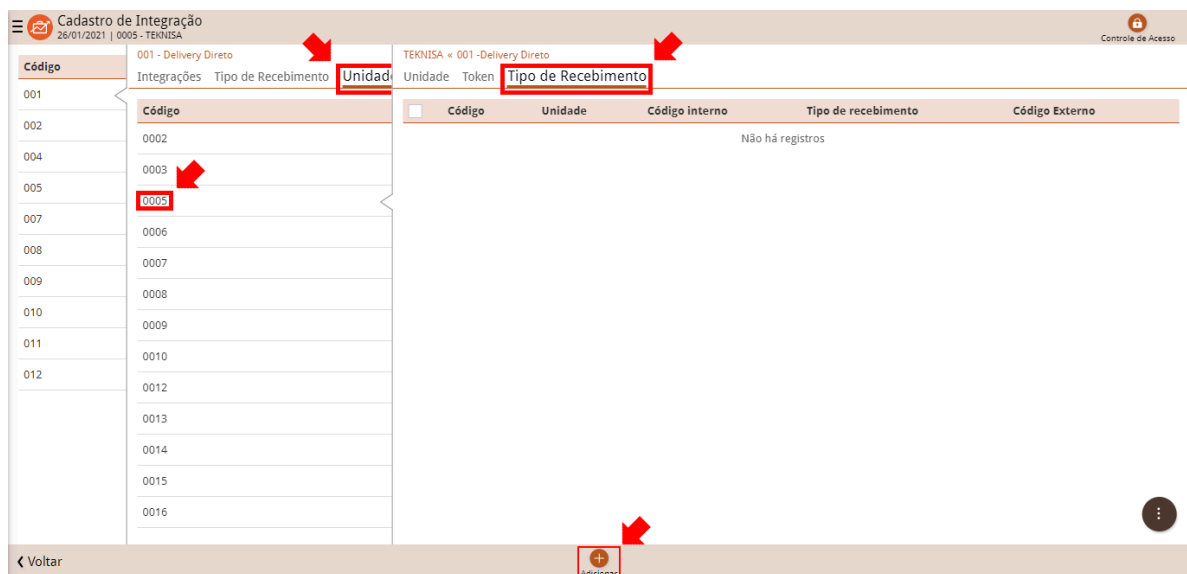 Cadastro de Integração
26/01/2021 | 0005 - TEKNISA
Controle de Acesso
Código
001
002
004
005
007
008
009
010
011
012
001 - Delivery Direto
Integrações Tipo de Recebimento Unidad
Código
0002
0003
0005
0006
0007
0008
0009
0010
0012
0013
0014
0015
0016
TEKNISA « 001 -Delivery Direto
Unidade Token Tipo de Recebimento
Código Unidade Código interno Tipo de recebimento Código Externo
Não há registros
Voltar
Adicionar